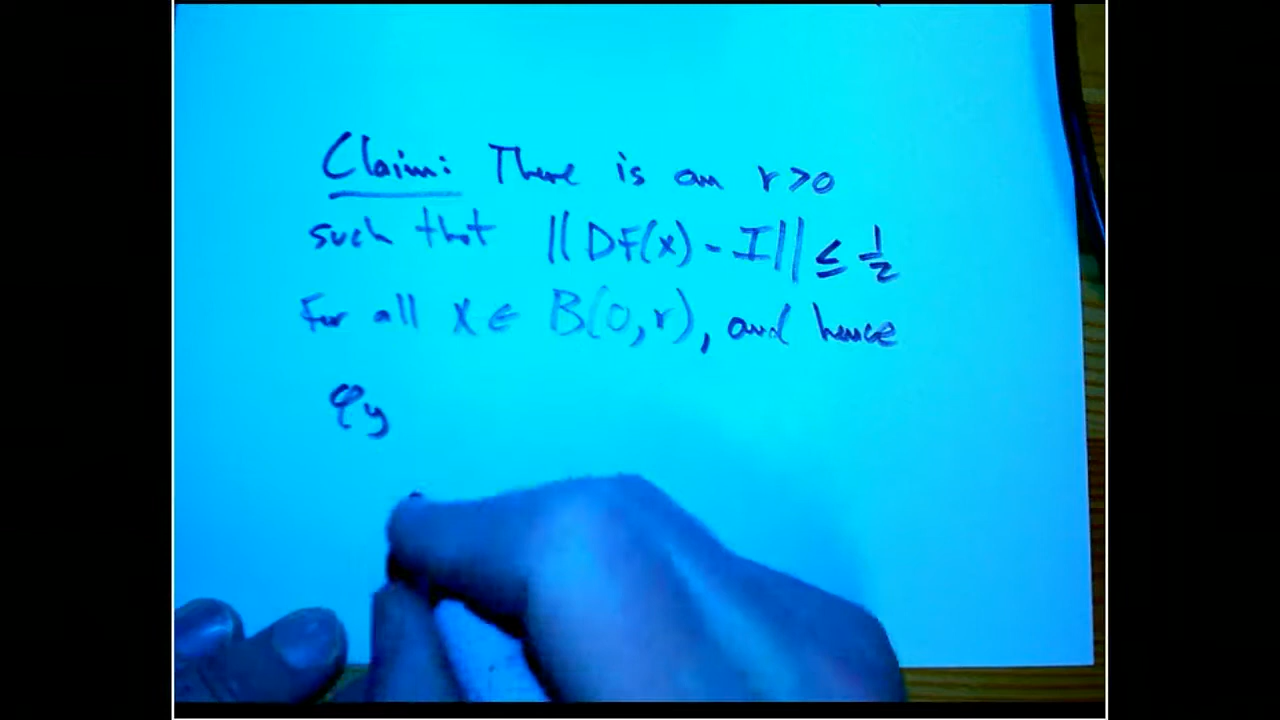 Claim: There is an r>0
such that ||DF(x) - I|| ≤ 1/2
for all x ∈ B(0,r), and hence
φy